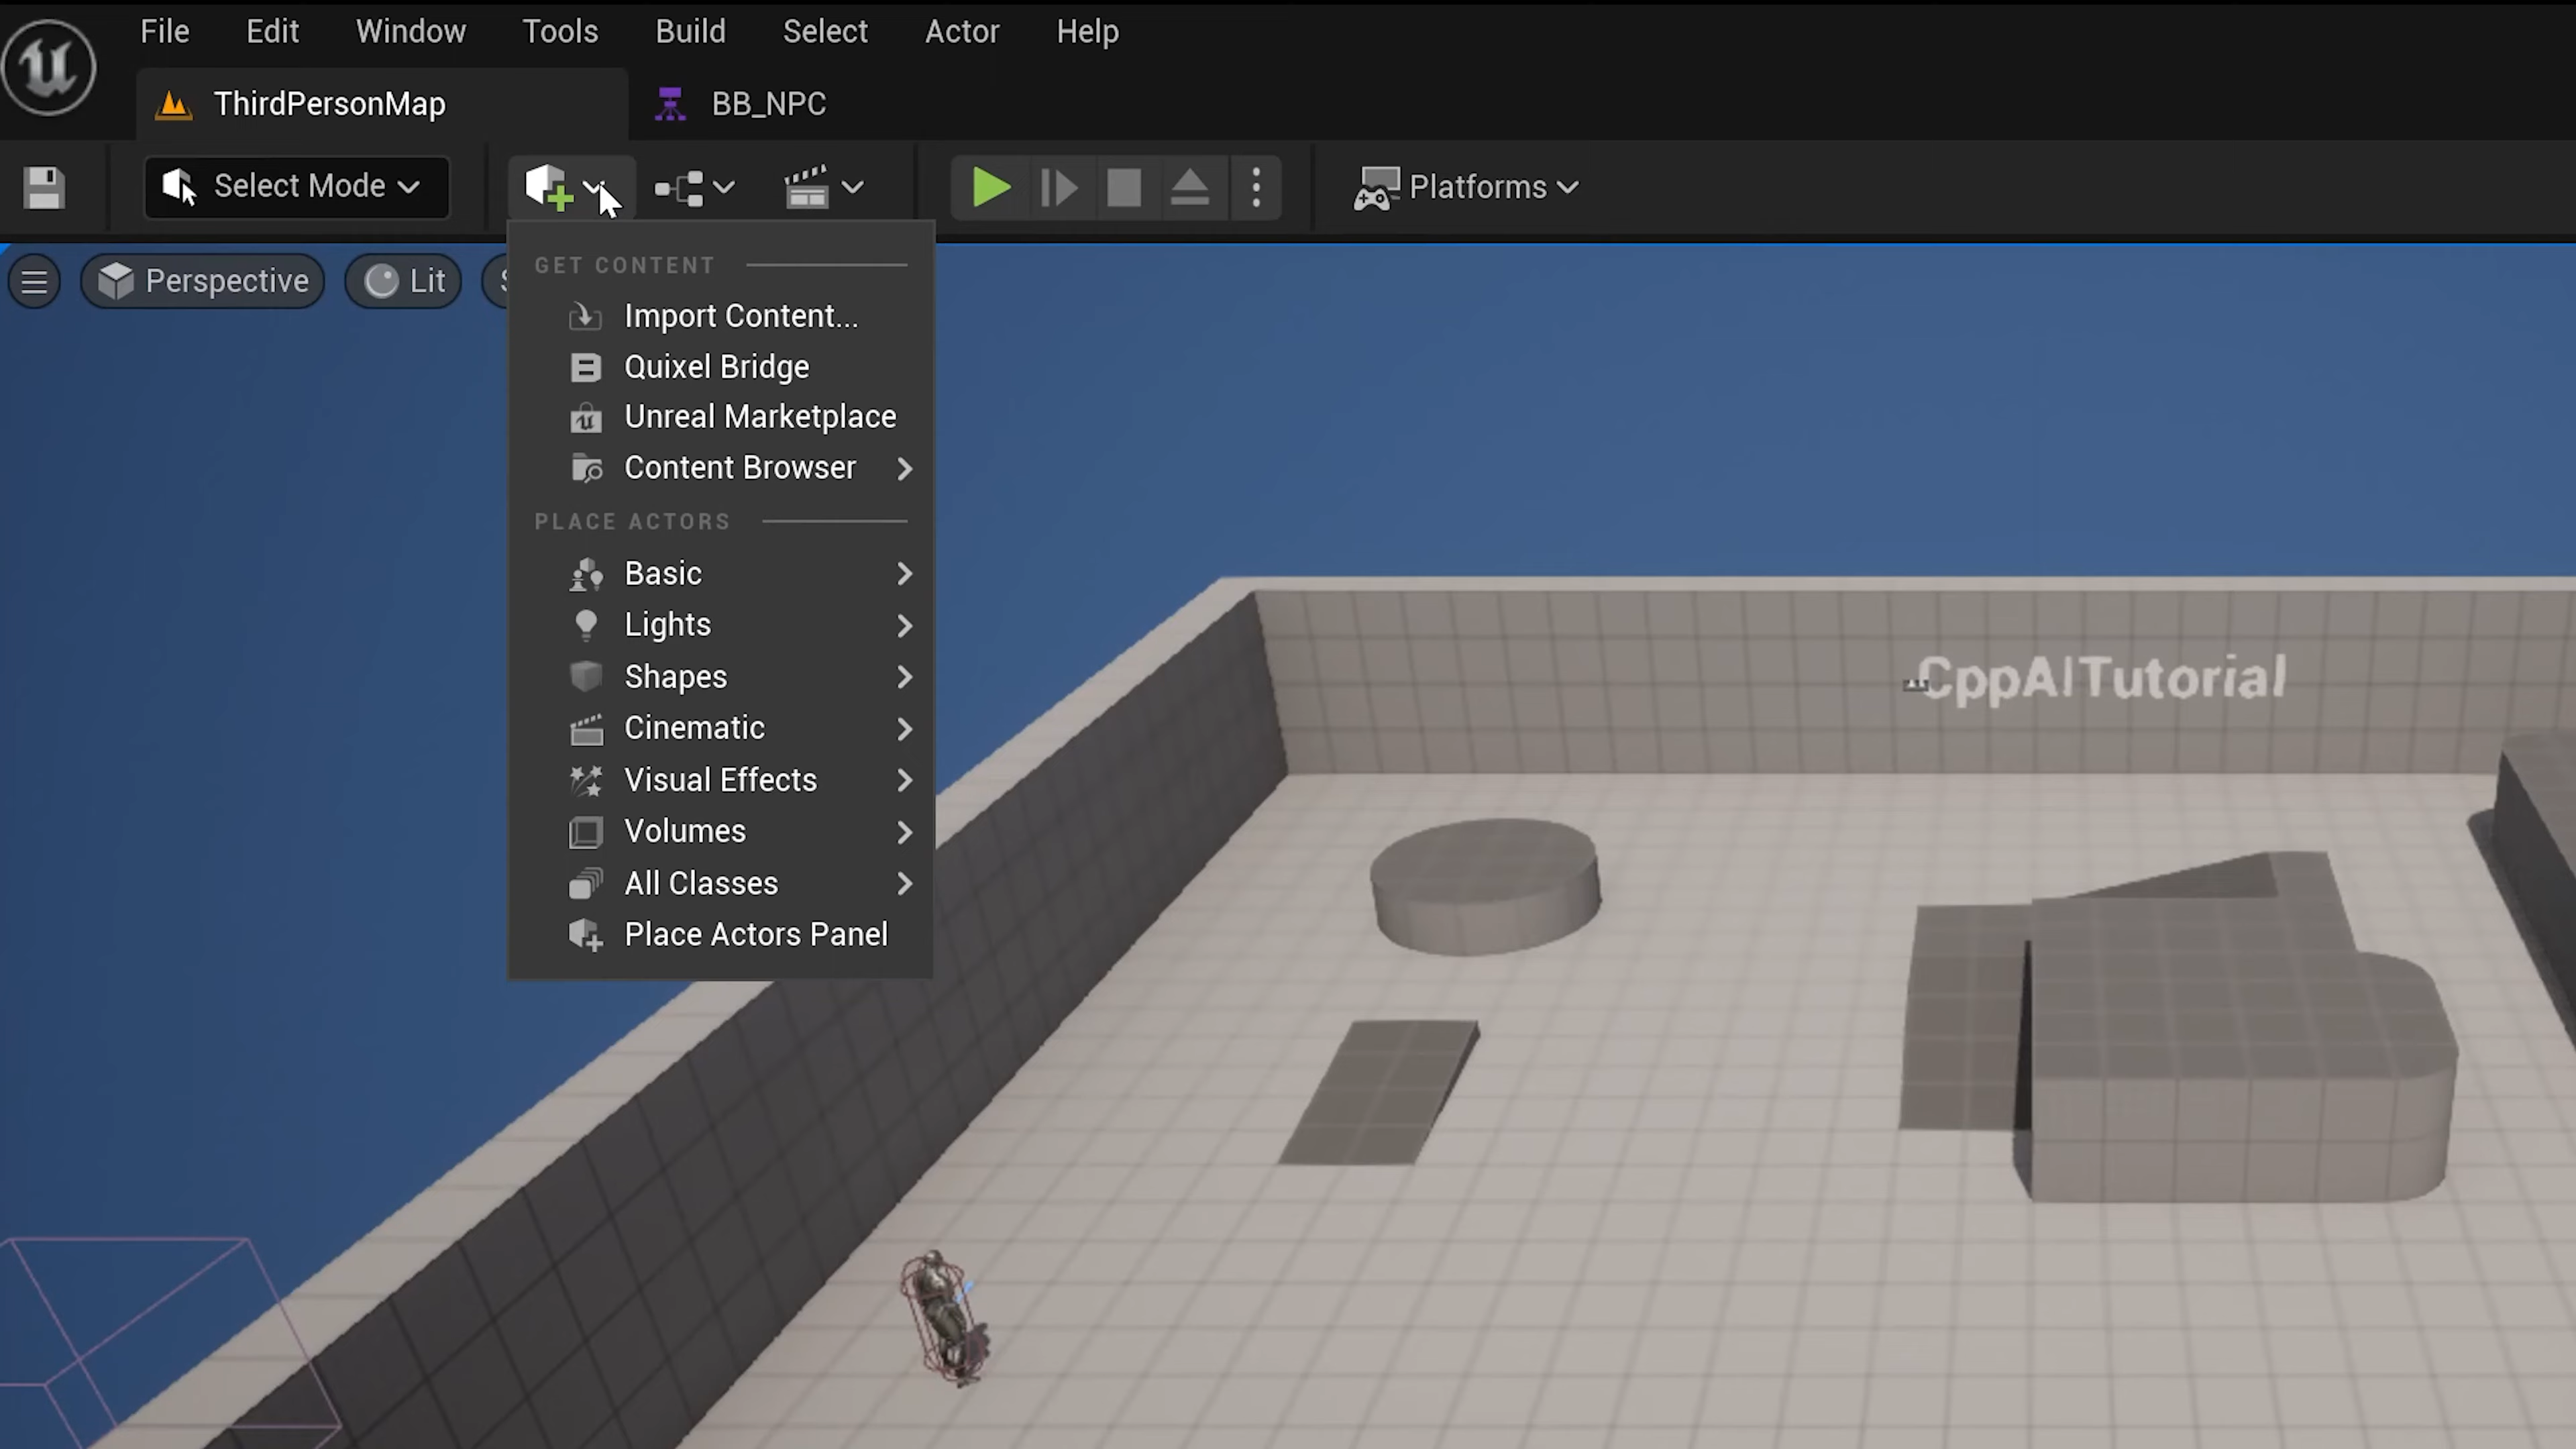 File Edit Window Tools Build Select Actor Help
ThirdPersonMap BB_NPC
Select Mode Platforms
Perspective Lit
GET CONTENT
Import Content...
Quixel Bridge
Unreal Marketplace
Content Browser
PLACE ACTORS
Basic
Lights
Shapes
Cinematic
Visual Effects
Volumes
All Classes
Place Actors Panel
CppAITutorial